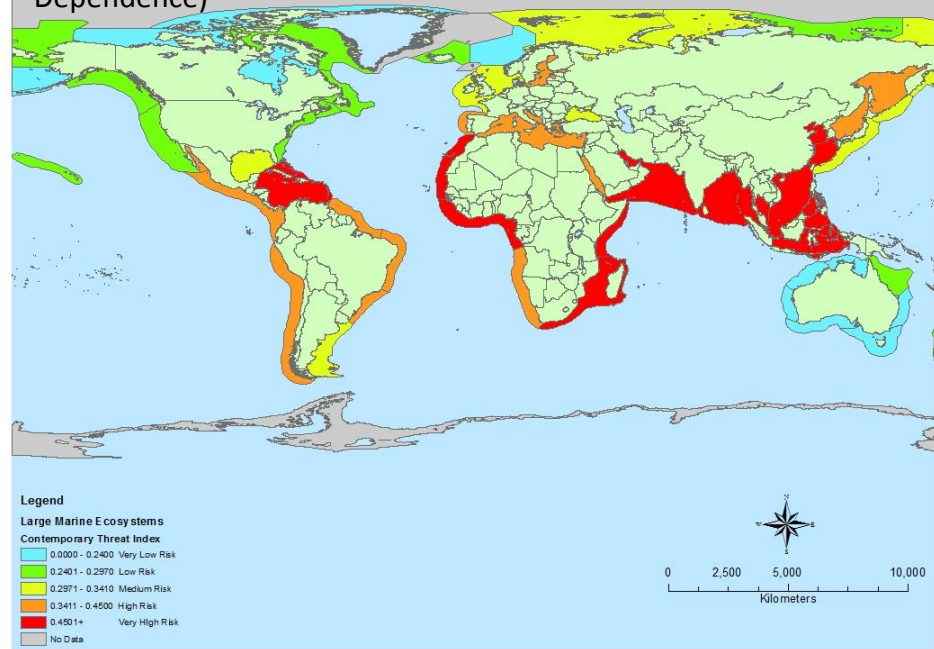 Dependence)
Legend
Large Marine Ecosystems
Contemporary Threat Index
0.0000 - 0.2400 Very Low Risk
0.2401 - 0.2970 Low Risk
0.2971 - 0.3410 Medium Risk
0.3411 - 0.4500 High Risk
0.4501+ Very HIgh Risk
No Data
N
W E
S
0 2,500 5,000 10,000
Kilometers